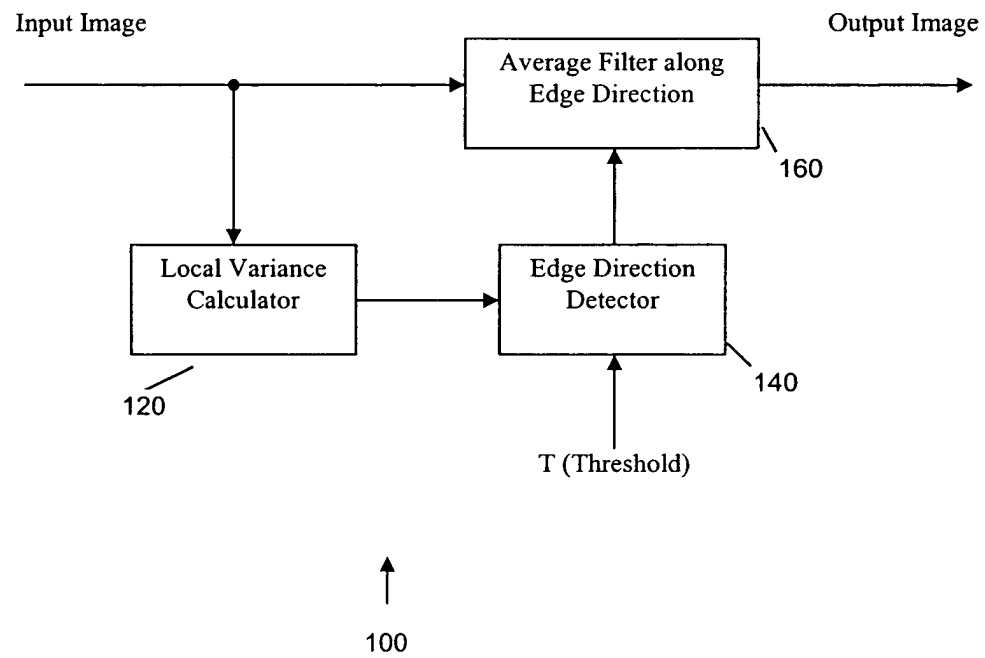 Input Image
Output Image
Average Filter along
Edge Direction
160
Local Variance
Calculator
Edge Direction
Detector
120
140
T (Threshold)
100